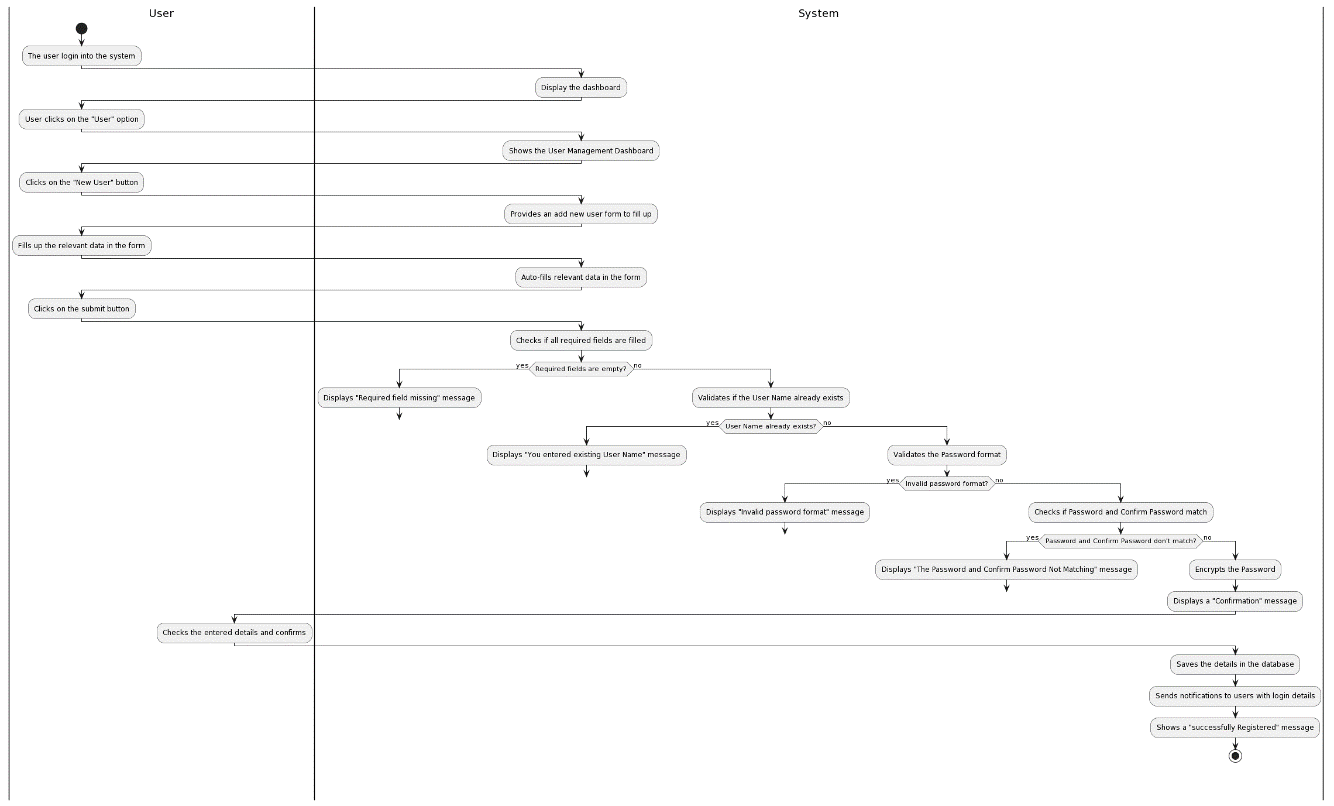 User
System
The user login into the system
Display the dashboard
User clicks on the "User" option
Shows the User Management Dashboard
Clicks on the "New User" button
Provides an add new user form to fill up
Fills up the relevant data in the form
Auto-fills relevant data in the form
Clicks on the submit button
Checks if all required fields are filled
yes
Required fields are empty?
no
Displays "Required field missing" message
Validates if the User Name already exists
yes
User Name already exists?
no
Displays "You entered existing User Name" message
Validates the Password format
yes
Invalid password format?
no
Displays "Invalid password format" message
Checks if Password and Confirm Password match
yes
Password and Confirm Password don't match?
no
Displays "The Password and Confirm Password Not Matching" message
Encrypts the Password
Displays a "Confirmation" message
Checks the entered details and confirms
Saves the details in the database
Sends notifications to users with login details
Shows a "successfully Registered" message